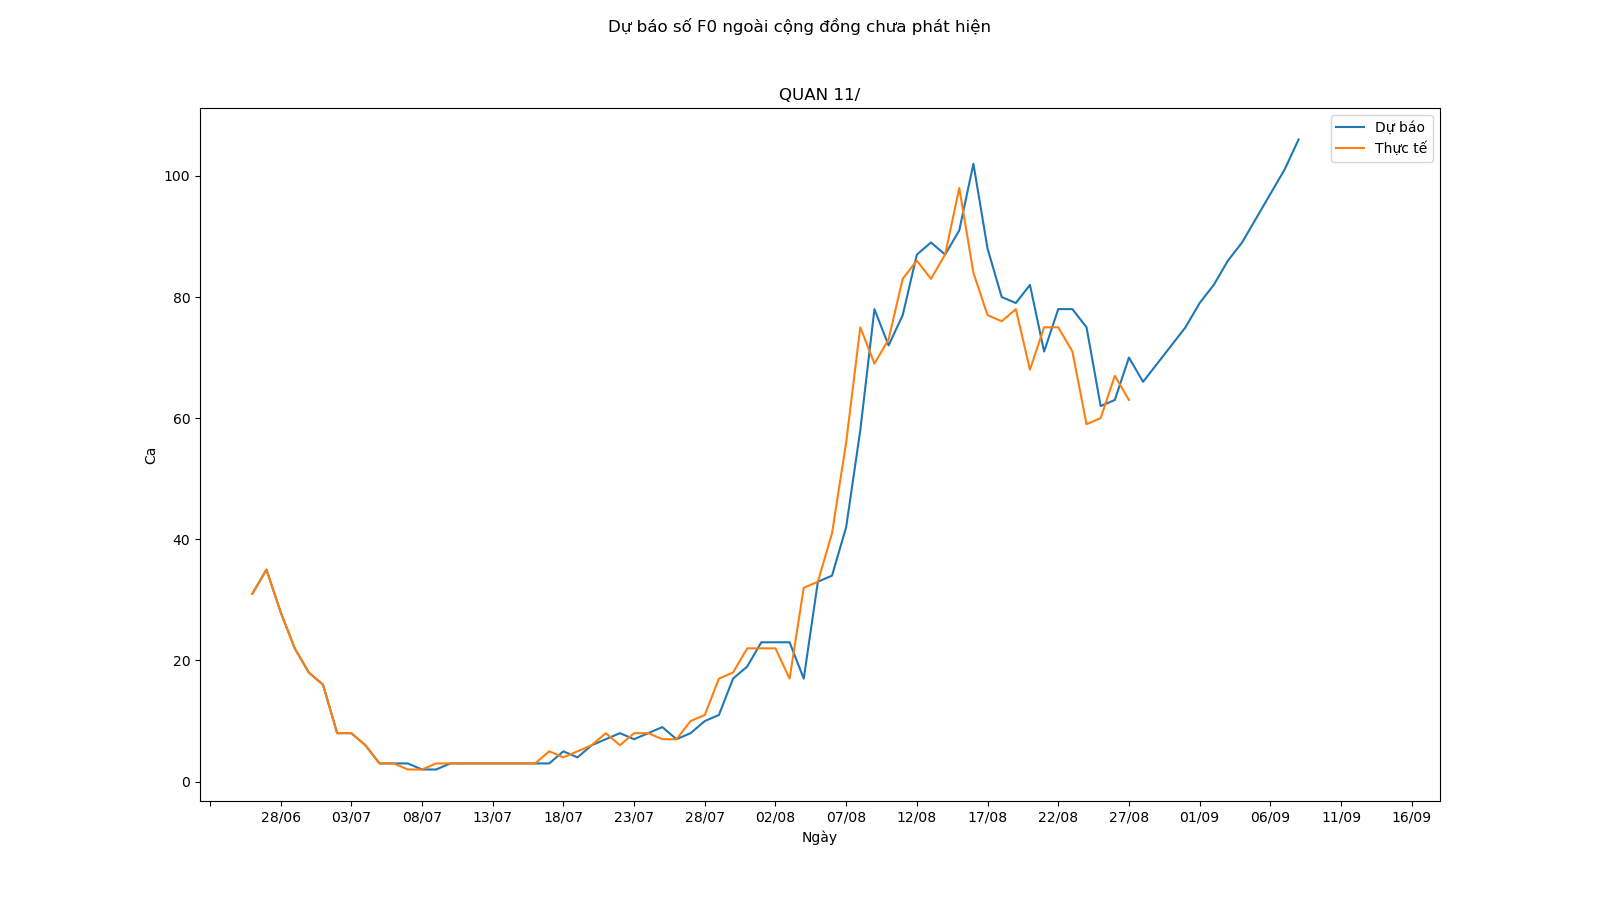 Dự báo số F0 ngoài cộng đồng chưa phát hiện
QUAN 11/
Dự báo
Thực tế
100
80
60
40
20
0
Ca
28/06 03/07 08/07 13/07 18/07 23/07 28/07 02/08 07/08 12/08 17/08 22/08 27/08 01/09 06/09 11/09 16/09
Ngày